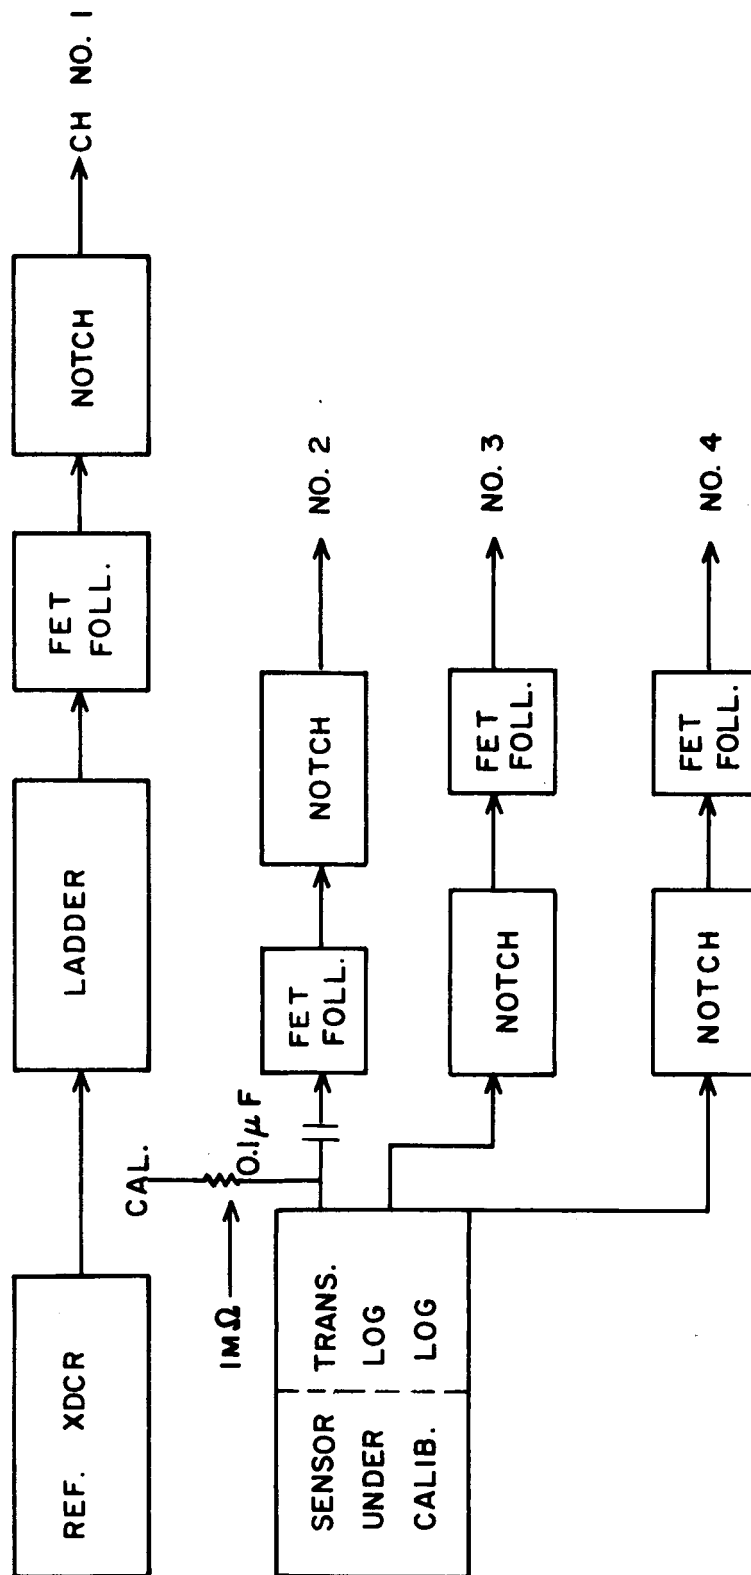 REF. XDCR
LADDER
FET
FOLL.
NOTCH
CH NO. 1
CAL.
1MΩ
0.1μF
SENSOR
UNDER
CALIB.
TRANS.
LOG
LOG
FET
FOLL.
NOTCH
NO. 2
NOTCH
FET
FOLL.
NO. 3
NOTCH
FET
FOLL.
NO. 4